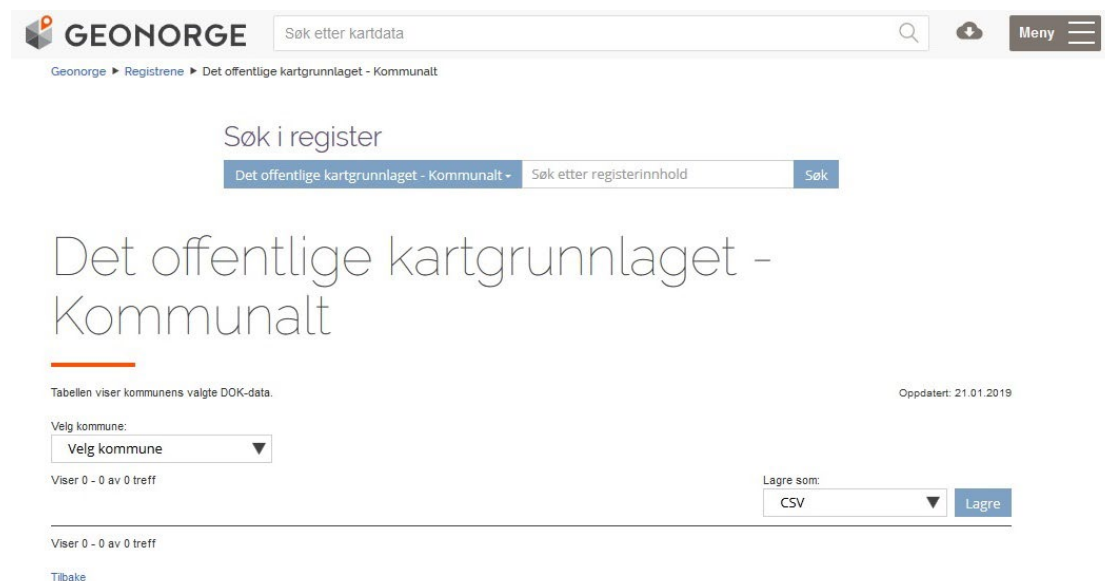 GEONORGE
Søk etter kartdata
Meny
Geonorge ▶ Registrene ▶ Det offentlige kartgrunnlaget - Kommunalt
Søk i register
Det offentlige kartgrunnlaget - Kommunalt
Søk etter registerinnhold
Søk
Det offentlige kartgrunnlaget -
Kommunalt
Tabellen viser kommunens valgte DOK-data.
Oppdatert: 21.01.2019
Velg kommune:
Velg kommune
Viser 0 - 0 av 0 treff
Lagre som:
CSV
Lagre
Viser 0 - 0 av 0 treff
Tilbake